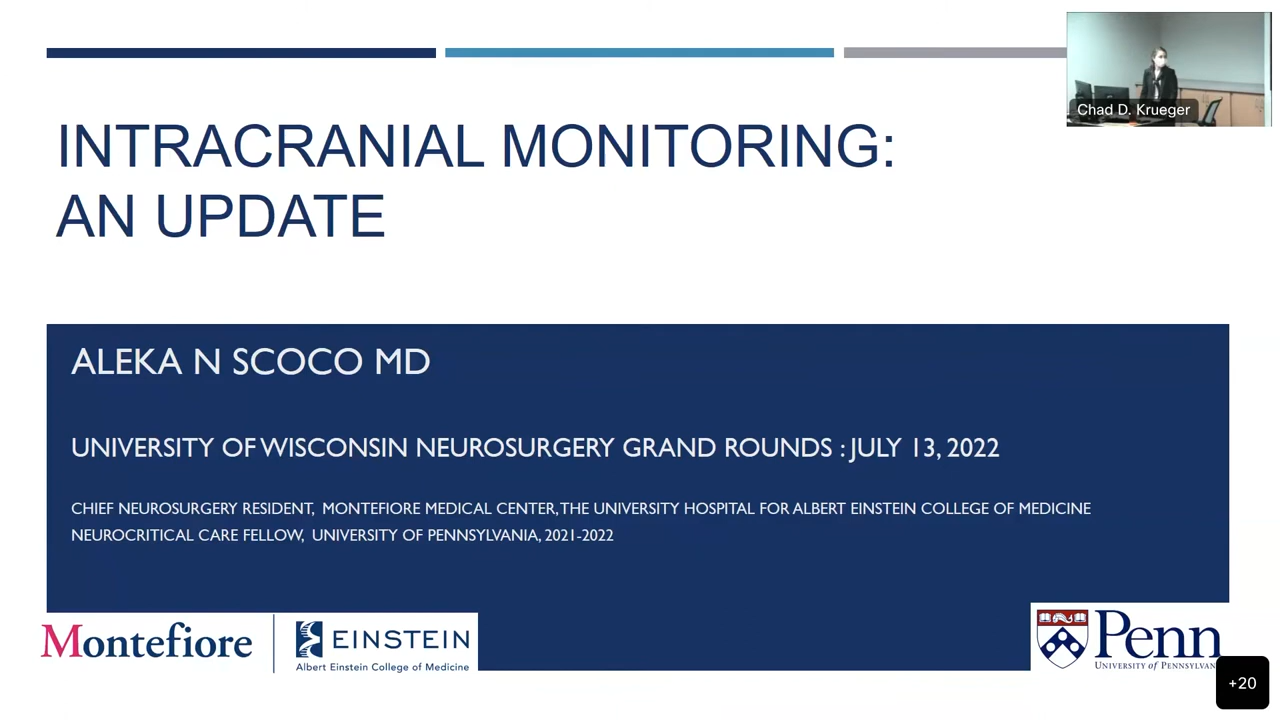 Chad D. Krueger
INTRACRANIAL MONITORING:
AN UPDATE
ALEKA N SCOCO MD
UNIVERSITY OF WISCONSIN NEUROSURGERY GRAND ROUNDS : JULY 13, 2022
CHIEF NEUROSURGERY RESIDENT, MONTEFIORE MEDICAL CENTER, THE UNIVERSITY HOSPITAL FOR ALBERT EINSTEIN COLLEGE OF MEDICINE
NEUROCRITICAL CARE FELLOW, UNIVERSITY OF PENNSYLVANIA, 2021-2022
Montefiore
EINSTEIN
Albert Einstein College of Medicine
Penn
UNIVERSITY of PENNSYLVAN
+20